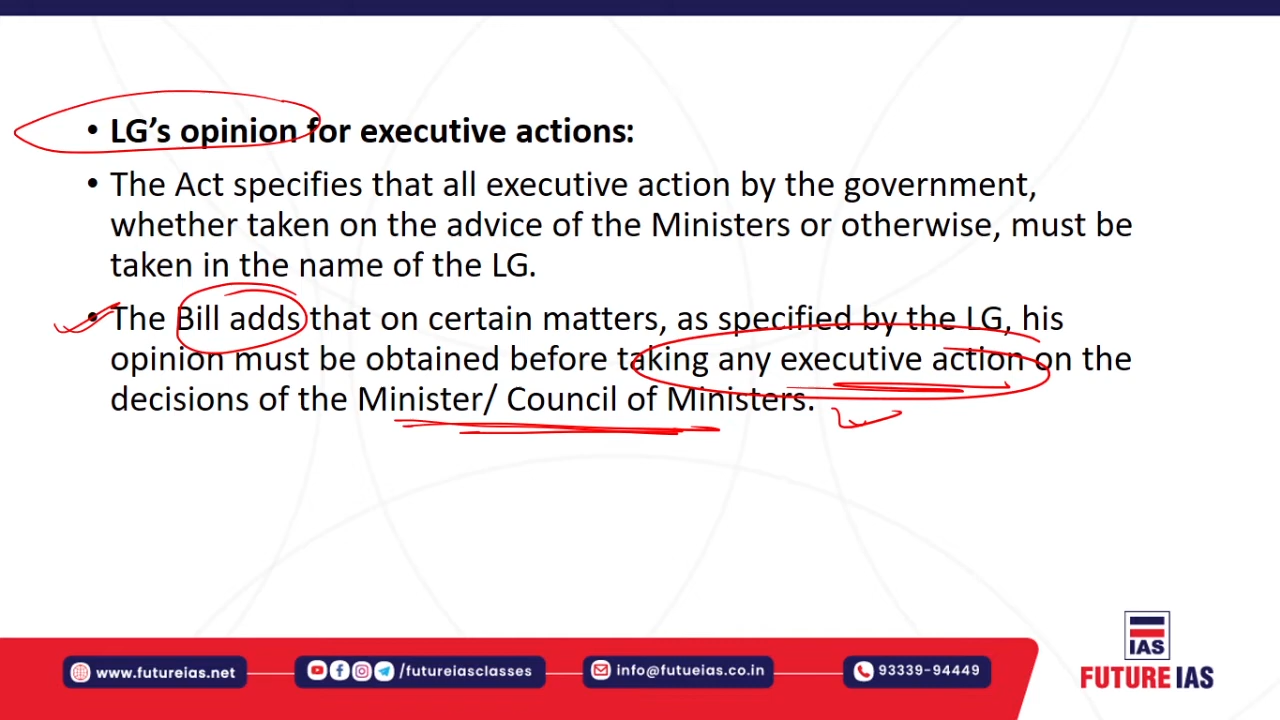 • LG's opinion for executive actions:
• The Act specifies that all executive action by the government,
whether taken on the advice of the Ministers or otherwise, must be
taken in the name of the LG.
• The Bill adds that on certain matters, as specified by the LG, his
opinion must be obtained before taking any executive action on the
decisions of the Minister/ Council of Ministers.
IAS
FUTURE IAS
www.futureias.net
/futureiasclasses
info@futueias.co.in
93339-94449